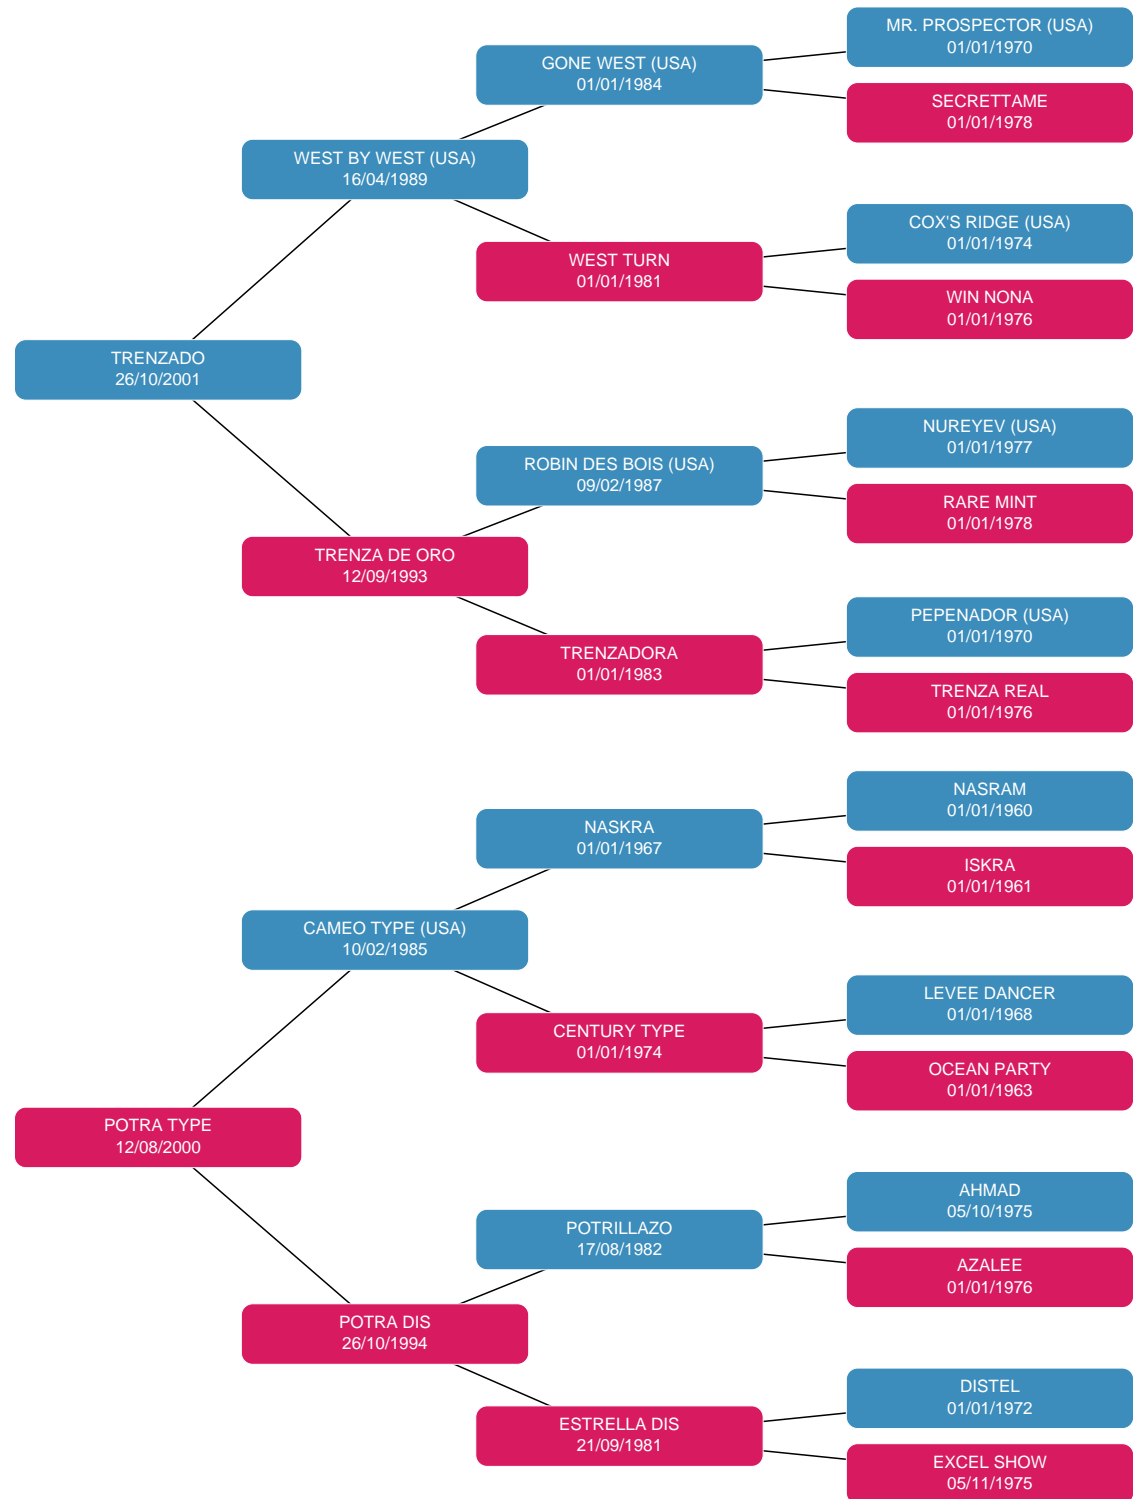 MR. PROSPECTOR (USA)
01/01/1970
GONE WEST (USA)
01/01/1984
SECRETTAME
01/01/1978
WEST BY WEST (USA)
16/04/1989
COX'S RIDGE (USA)
01/01/1974
WEST TURN
01/01/1981
WIN NONA
01/01/1976
TRENZADO
26/10/2001
NUREYEV (USA)
01/01/1977
ROBIN DES BOIS (USA)
09/02/1987
RARE MINT
01/01/1978
TRENZA DE ORO
12/09/1993
PEPENADOR (USA)
01/01/1970
TRENZADORA
01/01/1983
TRENZA REAL
01/01/1976
NASRAM
01/01/1960
NASKRA
01/01/1967
ISKRA
01/01/1961
CAMEO TYPE (USA)
10/02/1985
LEVEE DANCER
01/01/1968
CENTURY TYPE
01/01/1974
OCEAN PARTY
01/01/1963
POTRA TYPE
12/08/2000
AHMAD
05/10/1975
POTRILLAZO
17/08/1982
AZALEE
01/01/1976
POTRA DIS
26/10/1994
DISTEL
01/01/1972
ESTRELLA DIS
21/09/1981
EXCEL SHOW
05/11/1975